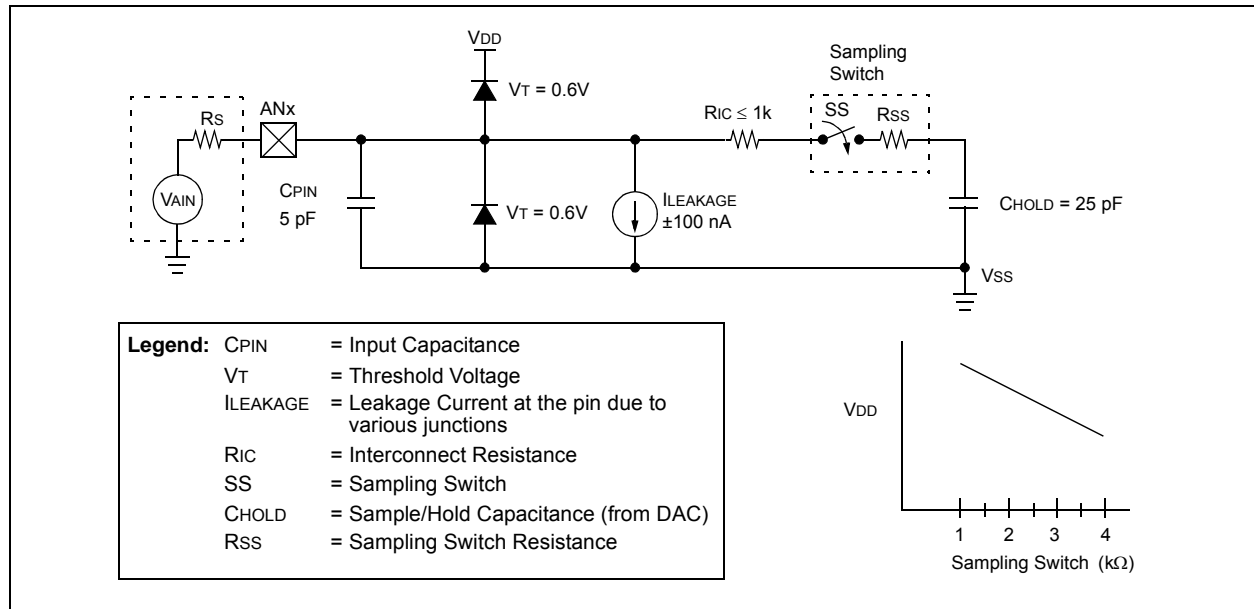 VDD
Sampling
Switch
VT = 0.6V
RS
ANx
RIC ≤ 1k
SS
RSS
VAIN
CPIN
5 pF
VT = 0.6V
ILEAKAGE
±100 nA
CHOLD = 25 pF
VSS
Legend: CPIN = Input Capacitance
VT = Threshold Voltage
ILEAKAGE = Leakage Current at the pin due to
various junctions
RIC = Interconnect Resistance
SS = Sampling Switch
CHOLD = Sample/Hold Capacitance (from DAC)
RSS = Sampling Switch Resistance
VDD
1 2 3 4
Sampling Switch (kΩ)